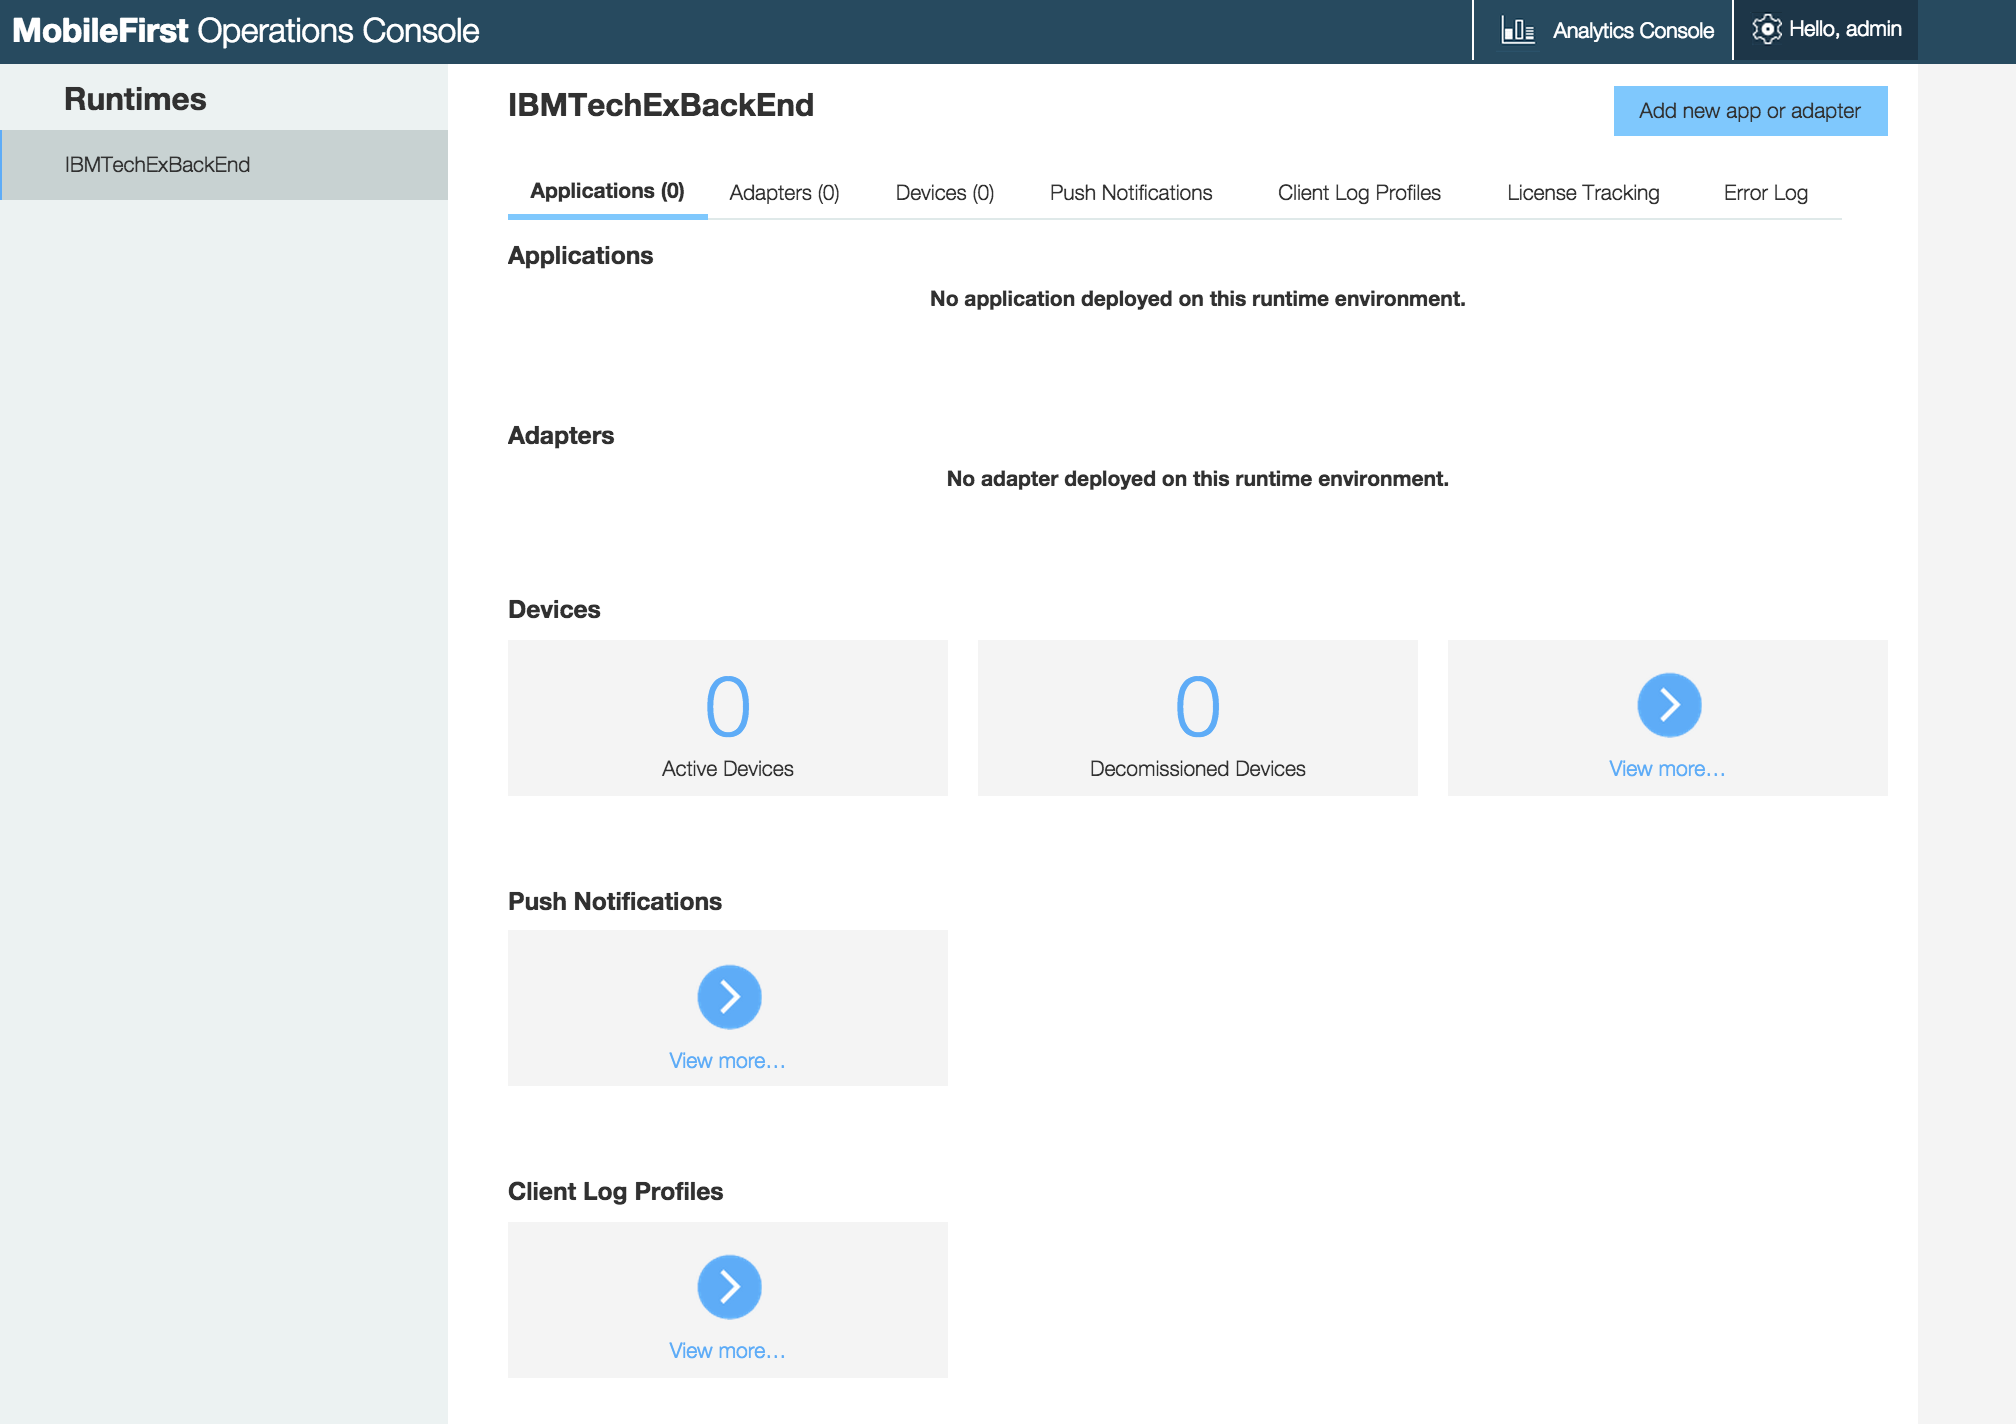 MobileFirst Operations Console
Analytics Console
Hello, admin
Runtimes
IBMTechExBackEnd
IBMTechExBackEnd
Add new app or adapter
Applications (0) Adapters (0) Devices (0) Push Notifications Client Log Profiles License Tracking Error Log
Applications
No application deployed on this runtime environment.
Adapters
No adapter deployed on this runtime environment.
Devices
0 0
Active Devices Decomissioned Devices View more...
Push Notifications
View more...
Client Log Profiles
View more...